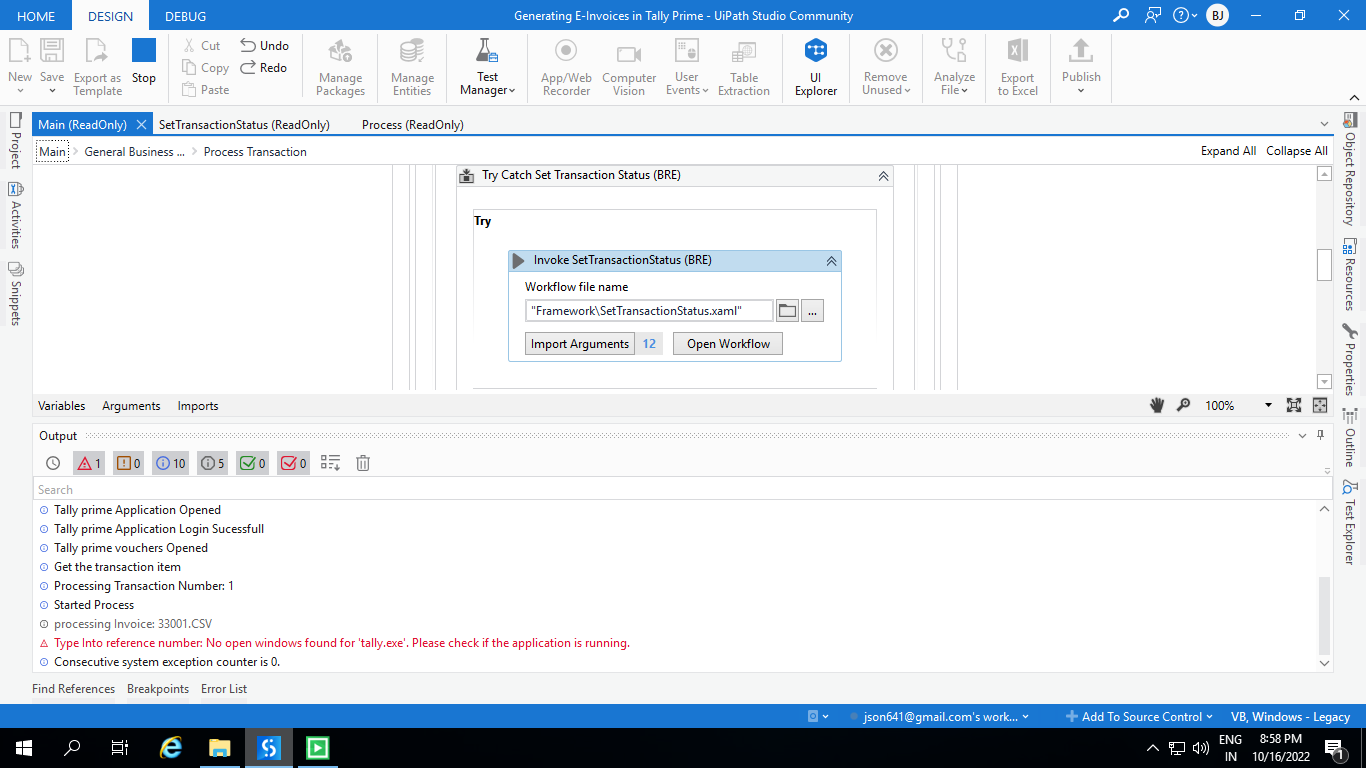 HOME DESIGN DEBUG Generating E-Invoices in Tally Prime - UiPath Studio Community BJ
New Save Export as Template Stop Cut Copy Paste Undo Redo Manage Packages Manage Entities Test Manager App/Web Recorder Computer Vision User Events Table Extraction UI Explorer Remove Unused Analyze File Export to Excel Publish
Main (ReadOnly) SetTransactionStatus (ReadOnly) Process (ReadOnly)
Main General Business ... Process Transaction Expand All Collapse All
Project
Activities
Snippets
Object Repository
Resources
Properties
Outline
Test Explorer
Try Catch Set Transaction Status (BRE)
Try
Invoke SetTransactionStatus (BRE)
Workflow file name
"Framework\SetTransactionStatus.xaml" ...
Import Arguments 12 Open Workflow
Variables Arguments Imports 100%
Output
1 0 10 5 0 0
Search
Tally prime Application Opened
Tally prime Application Login Sucessfull
Tally prime vouchers Opened
Get the transaction item
Processing Transaction Number: 1
Started Process
processing Invoice: 33001.CSV
Type Into reference number: No open windows found for 'tally.exe'. Please check if the application is running.
Consecutive system exception counter is 0.
Find References Breakpoints Error List
json641@gmail.com's work... Add To Source Control VB, Windows - Legacy
ENG 8:58 PM
IN 10/16/2022 1